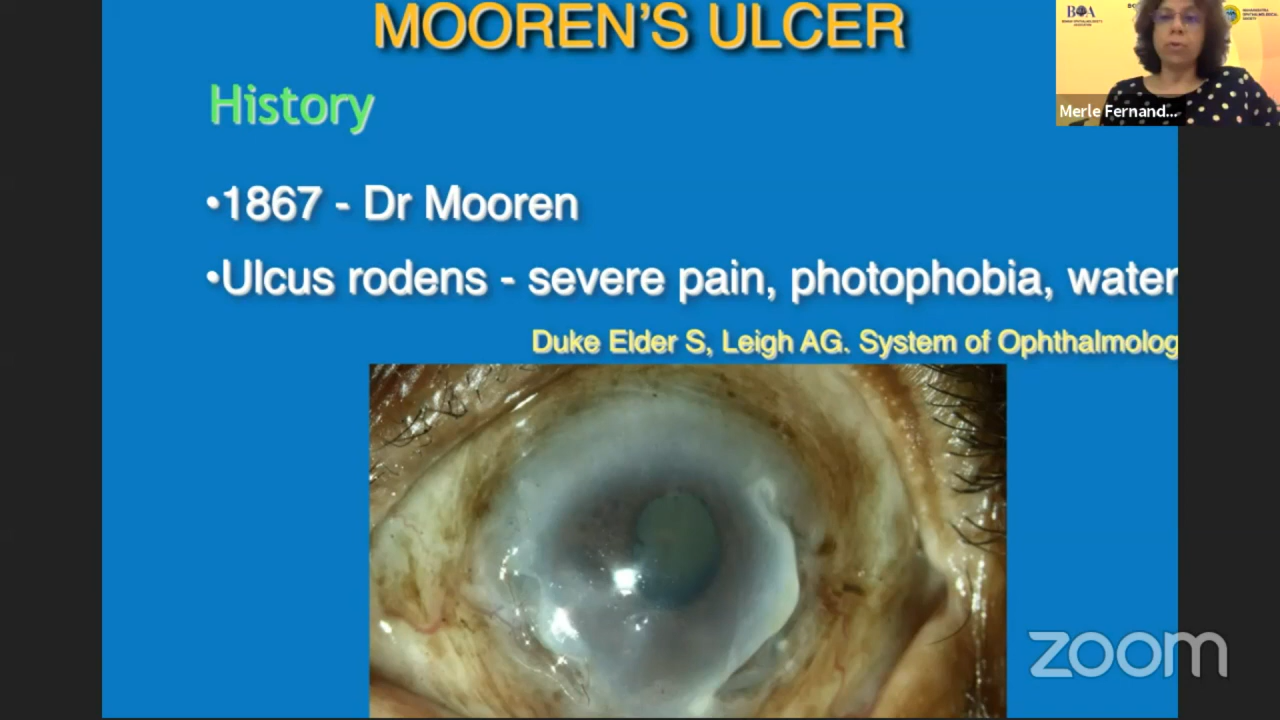 MOOREN'S ULCER
History
•1867 - Dr Mooren
•Ulcus rodens - severe pain, photophobia, water
Duke Elder S, Leigh AG. System of Ophthalmolog
BOA
Merle Fernand...
zoom